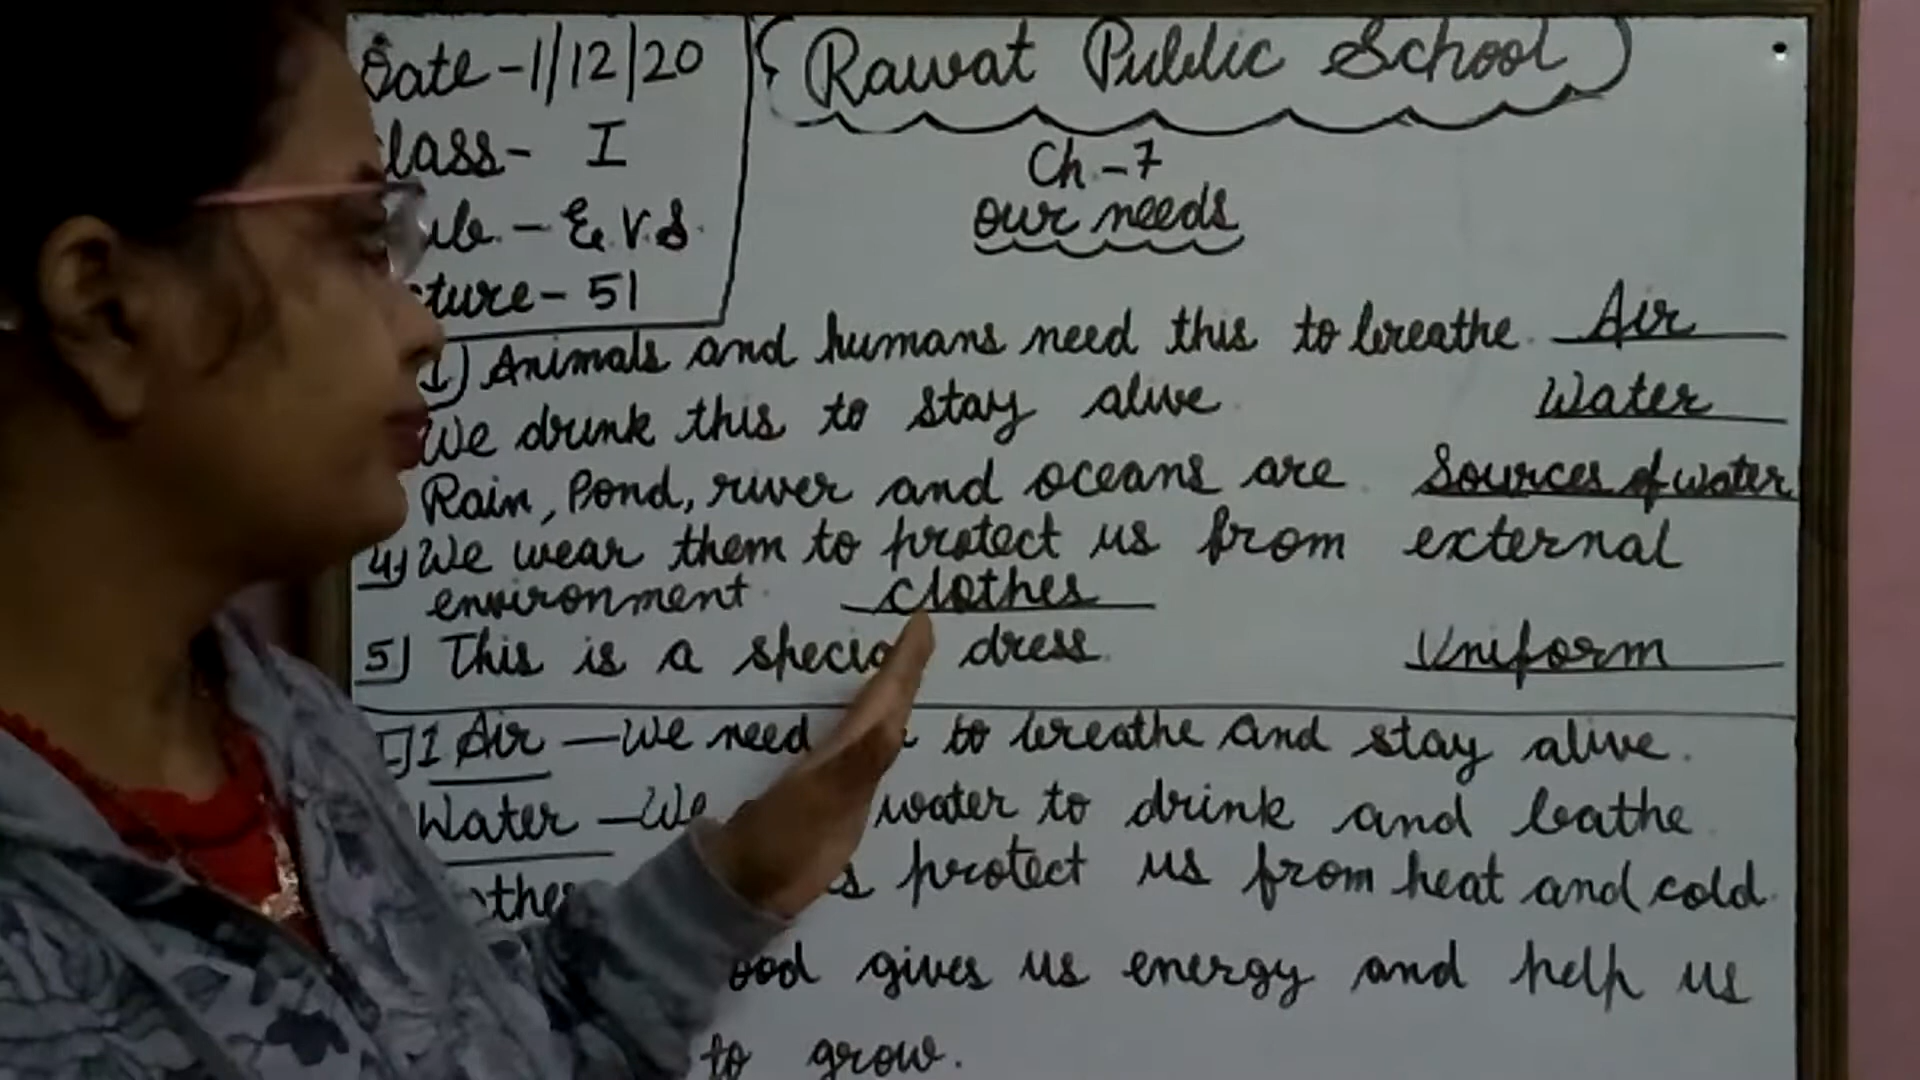 Date-1/12/20
Rawat Public School
Class- I
Ch.-7
Sub.- E.V.S.
our needs
Lecture-51
1) Animals and humans need this to breathe. Air
We drink this to stay alive Water
Rain, Pond, river and oceans are. Sources of water
4) We wear them to protect us from external
environment. clothes
5) This is a special dress. Uniform
I Air – We need to breathe and stay alive.
Water – We water to drink and bathe
protect us from heat and cold.
food gives us energy and help us
to grow.